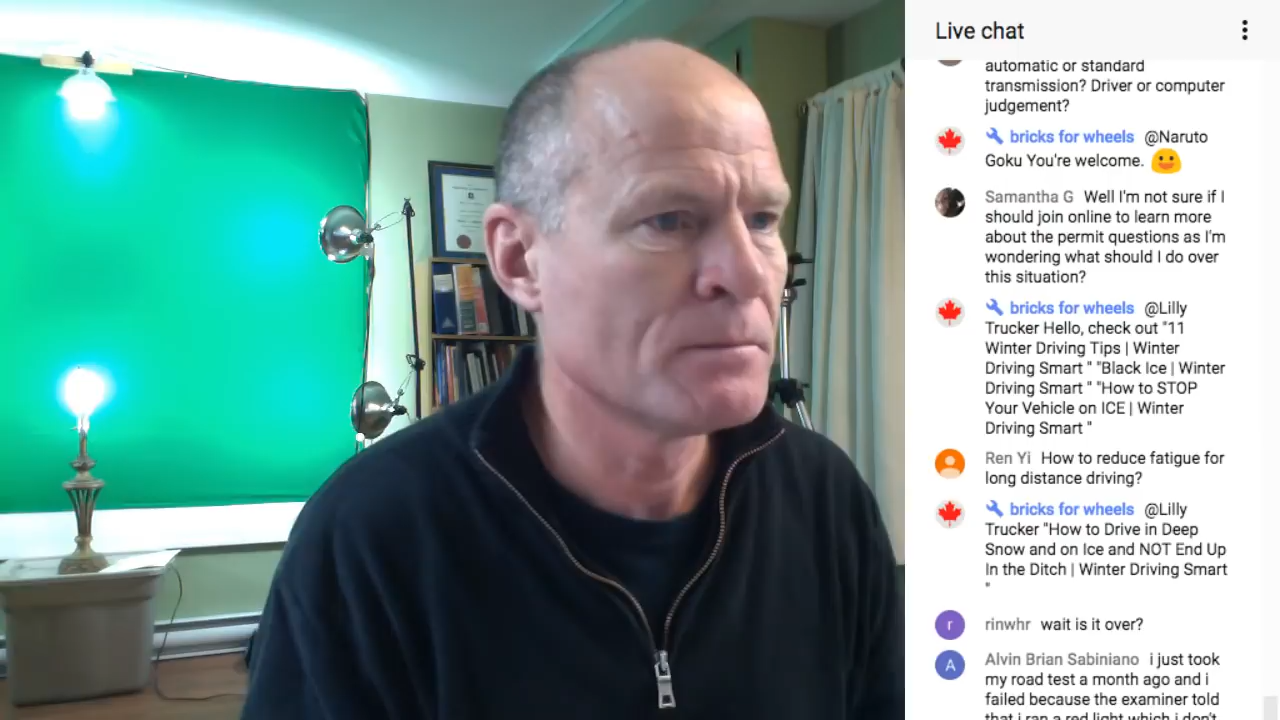 Live chat
automatic or standard
transmission? Driver or computer
judgement?
bricks for wheels @Naruto
Goku You're welcome.
Samantha G Well I'm not sure if I
should join online to learn more
about the permit questions as I'm
wondering what should I do over
this situation?
bricks for wheels @Lilly
Trucker Hello, check out "11
Winter Driving Tips | Winter
Driving Smart " "Black Ice | Winter
Driving Smart " "How to STOP
Your Vehicle on ICE | Winter
Driving Smart "
Ren Yi How to reduce fatigue for
long distance driving?
bricks for wheels @Lilly
Trucker "How to Drive in Deep
Snow and on Ice and NOT End Up
In the Ditch | Winter Driving Smart
"
r
rinwhr wait is it over?
A
Alvin Brian Sabiniano i just took
my road test a month ago and i
failed because the examiner told
that i ran a red light which i don't